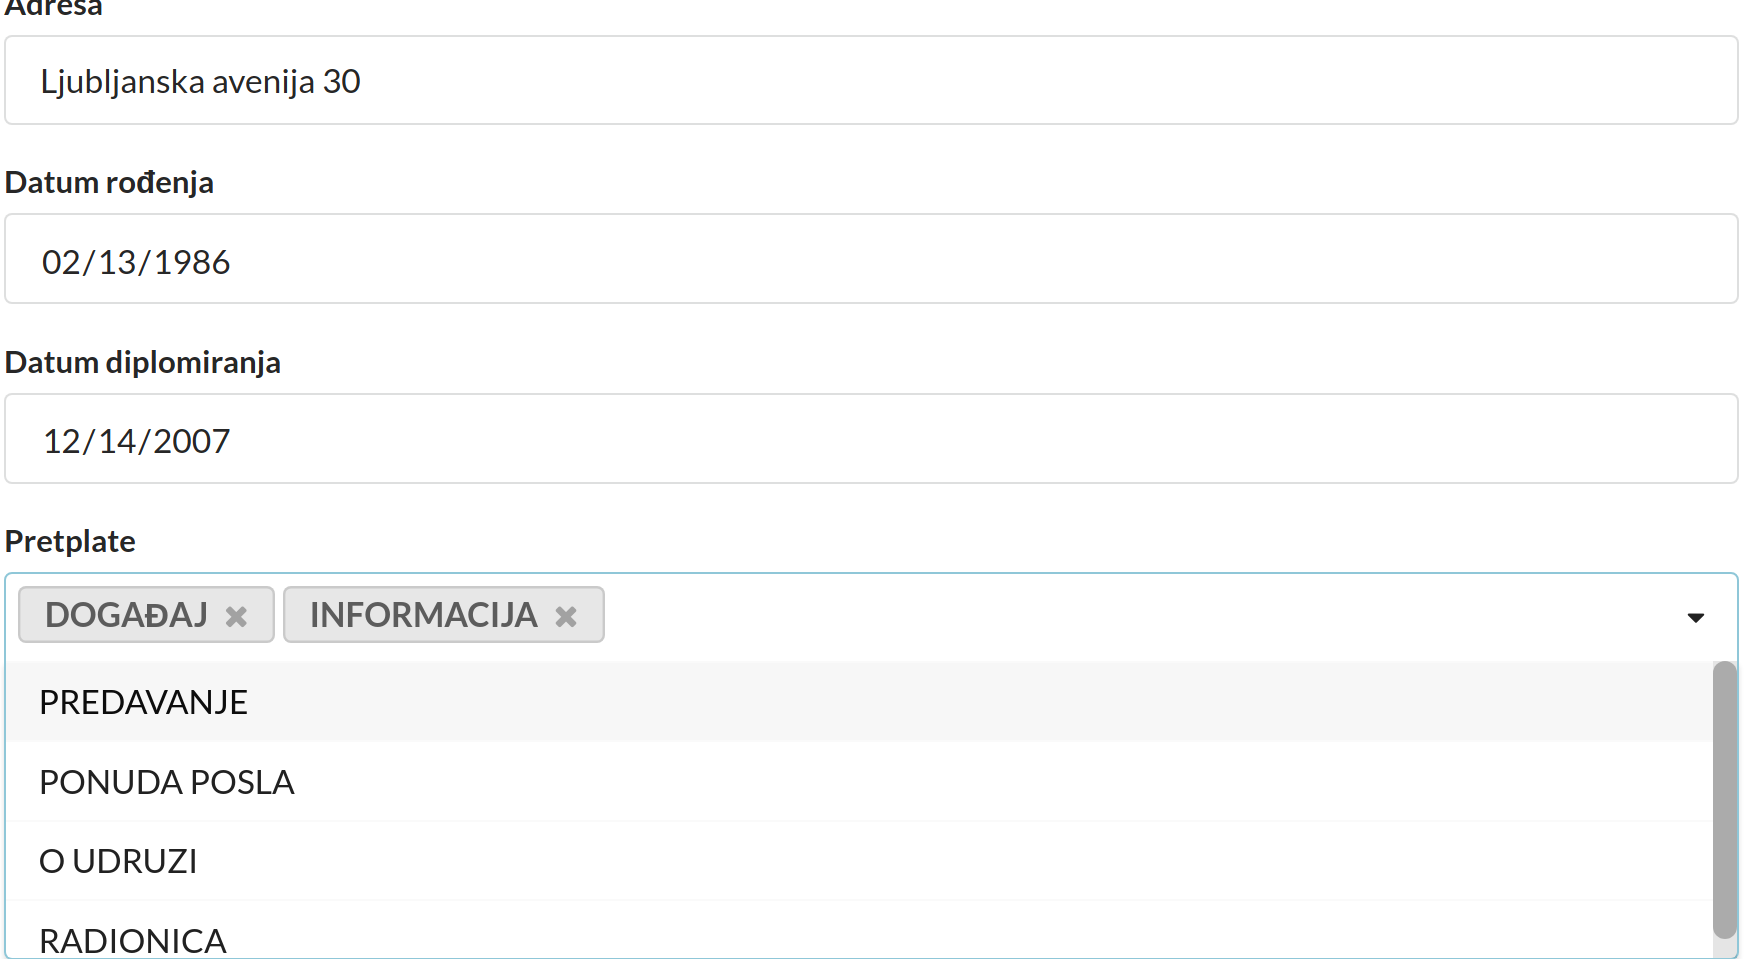 Adresa
Ljubljanska avenija 30
Datum rođenja
02/13/1986
Datum diplomiranja
12/14/2007
Pretplate
DOGAĐAJ INFORMACIJA
PREDAVANJE
PONUDA POSLA
O UDRUZI
RADIONICA